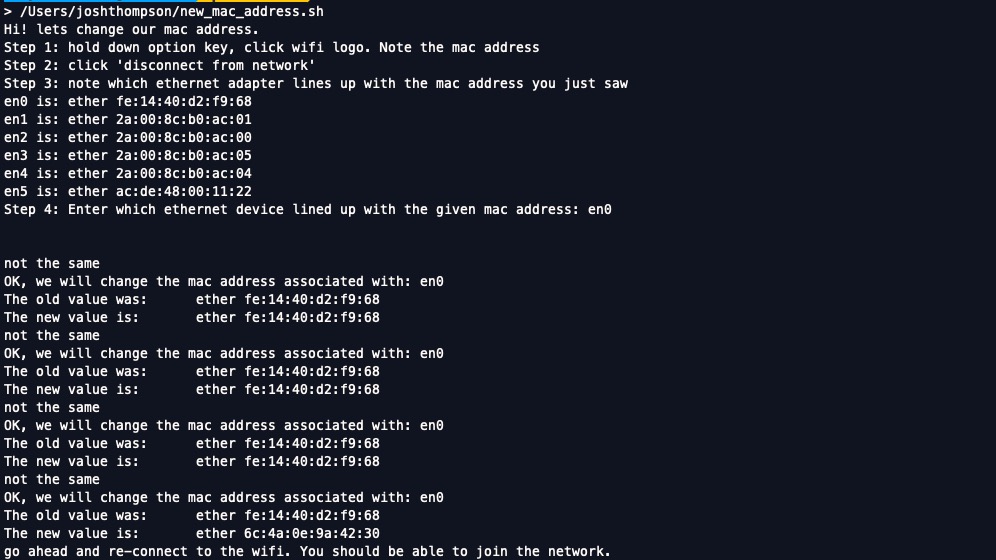 > /Users/joshthompson/new_mac_address.sh
Hi! lets change our mac address.
Step 1: hold down option key, click wifi logo. Note the mac address
Step 2: click 'disconnect from network'
Step 3: note which ethernet adapter lines up with the mac address you just saw
en0 is: ether fe:14:40:d2:f9:68
en1 is: ether 2a:00:8c:b0:ac:01
en2 is: ether 2a:00:8c:b0:ac:00
en3 is: ether 2a:00:8c:b0:ac:05
en4 is: ether 2a:00:8c:b0:ac:04
en5 is: ether ac:de:48:00:11:22
Step 4: Enter which ethernet device lined up with the given mac address: en0
not the same
OK, we will change the mac address associated with: en0
The old value was:      ether fe:14:40:d2:f9:68
The new value is:       ether fe:14:40:d2:f9:68
not the same
OK, we will change the mac address associated with: en0
The old value was:      ether fe:14:40:d2:f9:68
The new value is:       ether fe:14:40:d2:f9:68
not the same
OK, we will change the mac address associated with: en0
The old value was:      ether fe:14:40:d2:f9:68
The new value is:       ether fe:14:40:d2:f9:68
not the same
OK, we will change the mac address associated with: en0
The old value was:      ether fe:14:40:d2:f9:68
The new value is:       ether 6c:4a:0e:9a:42:30
go ahead and re-connect to the wifi. You should be able to join the network.